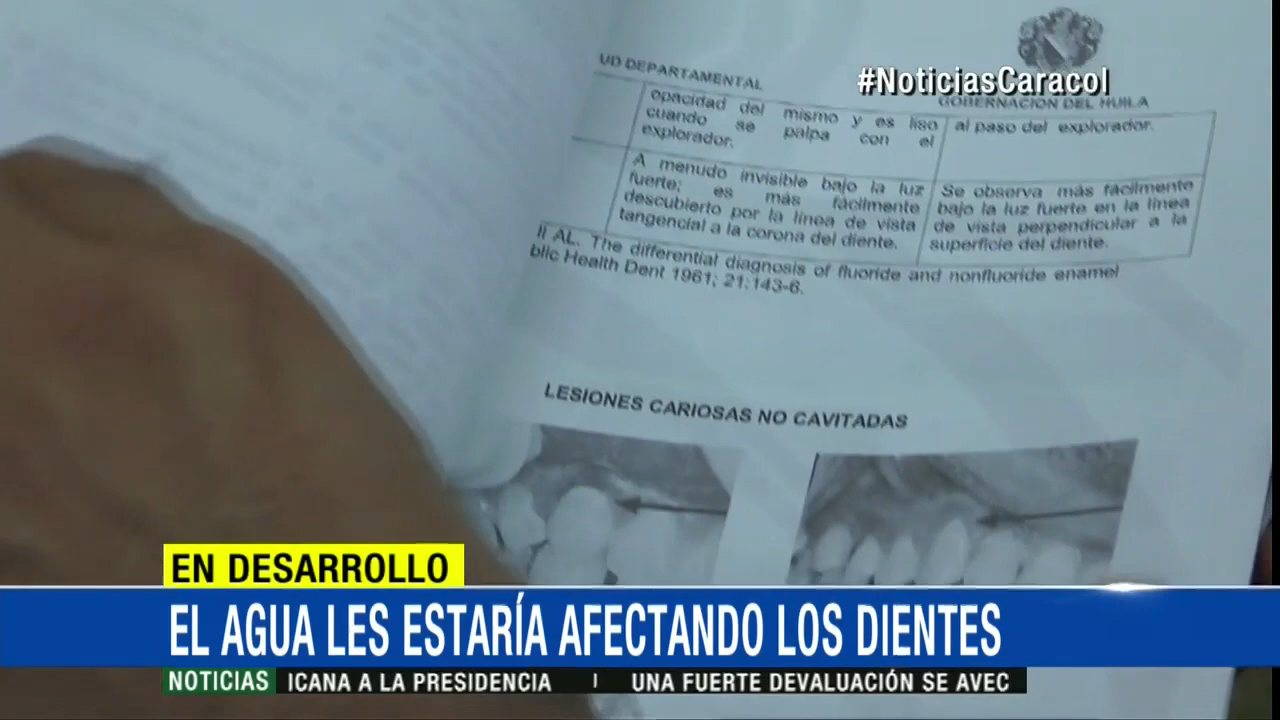 #NoticiasCaracol
UD DEPARTAMENTAL
GOBERNACION DEL HUILA
opacidad del mismo y es liso
cuando se palpa con el
explorador.
al paso del explorador.
A menudo invisible bajo la luz
fuerte; es más fácilmente
descubierto por la línea de vista
tangencial a la corona del diente.
Se observa más fácilmente
bajo la luz fuerte en la línea
de vista perpendicular a la
superficie del diente.
ll AL. The differential diagnosis of fluoride and nonfluoride enamel
blic Health Dent 1961; 21:143-6.
LESIONES CARIOSAS NO CAVITADAS
EN DESARROLLO
EL AGUA LES ESTARÍA AFECTANDO LOS DIENTES
NOTICIAS ICANA A LA PRESIDENCIA | UNA FUERTE DEVALUACIÓN SE AVEC